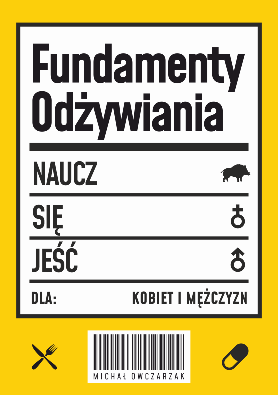 Fundamenty
Odżywiania
NAUCZ
SIĘ
JEŚĆ
DLA: KOBIET I MĘŻCZYZN
MICHAŁ OWCZARZAK